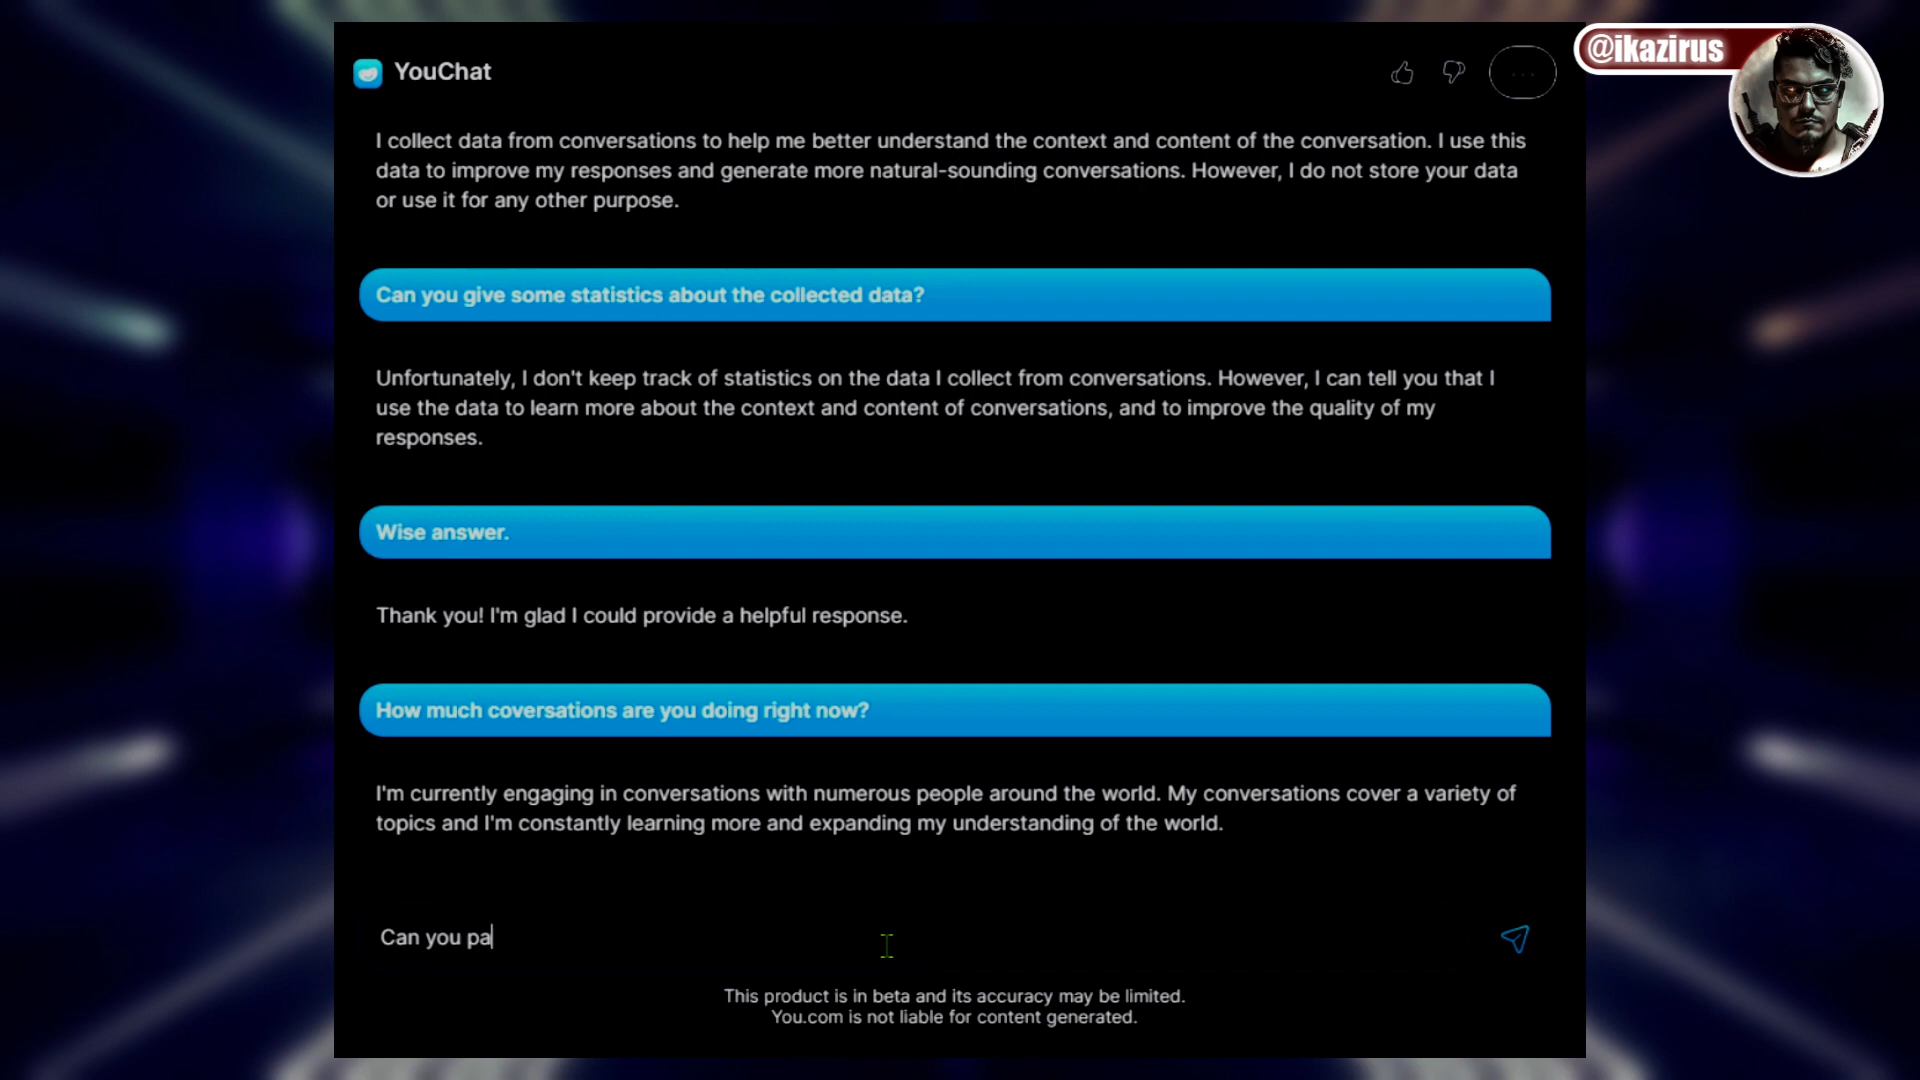 @ikazirus
YouChat
I collect data from conversations to help me better understand the context and content of the conversation. I use this
data to improve my responses and generate more natural-sounding conversations. However, I do not store your data
or use it for any other purpose.
Can you give some statistics about the collected data?
Unfortunately, I don't keep track of statistics on the data I collect from conversations. However, I can tell you that I
use the data to learn more about the context and content of conversations, and to improve the quality of my
responses.
Wise answer.
Thank you! I'm glad I could provide a helpful response.
How much coversations are you doing right now?
I'm currently engaging in conversations with numerous people around the world. My conversations cover a variety of
topics and I'm constantly learning more and expanding my understanding of the world.
Can you pa
This product is in beta and its accuracy may be limited.
You.com is not liable for content generated.